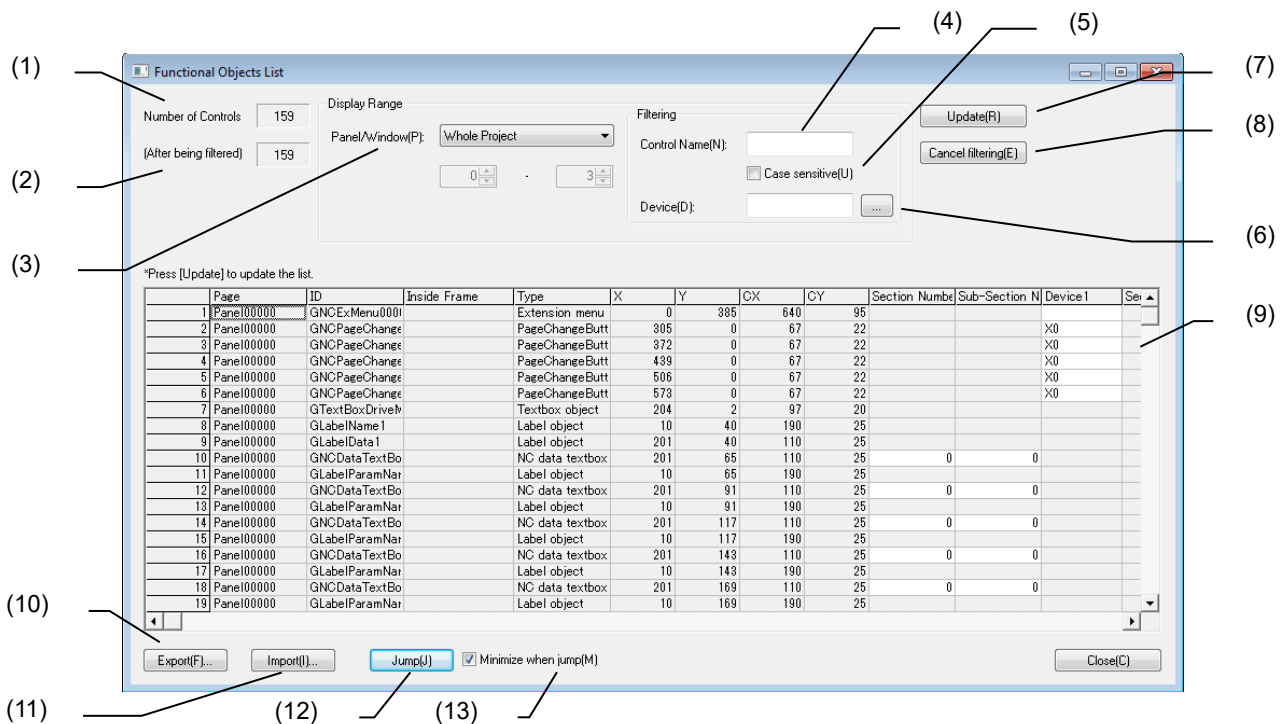 (4) (5)
(1) Functional Objects List (7)
Number of Controls 159 Display Range Filtering Update(R)
Panel/Window(P): Whole Project Control Name(N): (8)
(After being filtered) 159 Cancel filtering(E)
(2) 0 - 3 Case sensitive(U)
Device(D): ... (6)
(3)
*Press [Update] to update the list.
Page ID Inside Frame Type X Y CX CY Section Numbe Sub-Section N Device1 Se
1 Panel00000 GNCExMenu000 Extension menu 0 385 640 95
2 Panel00000 GNCPageChange PageChangeButt 305 0 67 22 X0
3 Panel00000 GNCPageChange PageChangeButt 372 0 67 22 X0
4 Panel00000 GNCPageChange PageChangeButt 439 0 67 22 X0
5 Panel00000 GNCPageChange PageChangeButt 506 0 67 22 X0
6 Panel00000 GNCPageChange PageChangeButt 573 0 67 22 X0
7 Panel00000 GTextBoxDriveN Textbox object 204 2 97 20
8 Panel00000 GLabelName1 Label object 10 40 190 25
9 Panel00000 GLabelData1 Label object 201 40 110 25
10 Panel00000 GNCDataTextBo NC data textbox 201 65 110 25 0 0
11 Panel00000 GLabelParamNar Label object 10 65 190 25
12 Panel00000 GNCDataTextBo NC data textbox 201 91 110 25 0 0
13 Panel00000 GLabelParamNar Label object 10 91 190 25
14 Panel00000 GNCDataTextBo NC data textbox 201 117 110 25 0 0
15 Panel00000 GLabelParamNar Label object 10 117 190 25
16 Panel00000 GNCDataTextBo NC data textbox 201 143 110 25 0 0
17 Panel00000 GLabelParamNar Label object 10 143 190 25
18 Panel00000 GNCDataTextBo NC data textbox 201 169 110 25 0 0
19 Panel00000 GLabelParamNar Label object 10 169 190 25
(9)
(10)
Export(F)... Import(I)... Jump(J) Minimize when jump(M) Close(C)
(11) (12) (13)